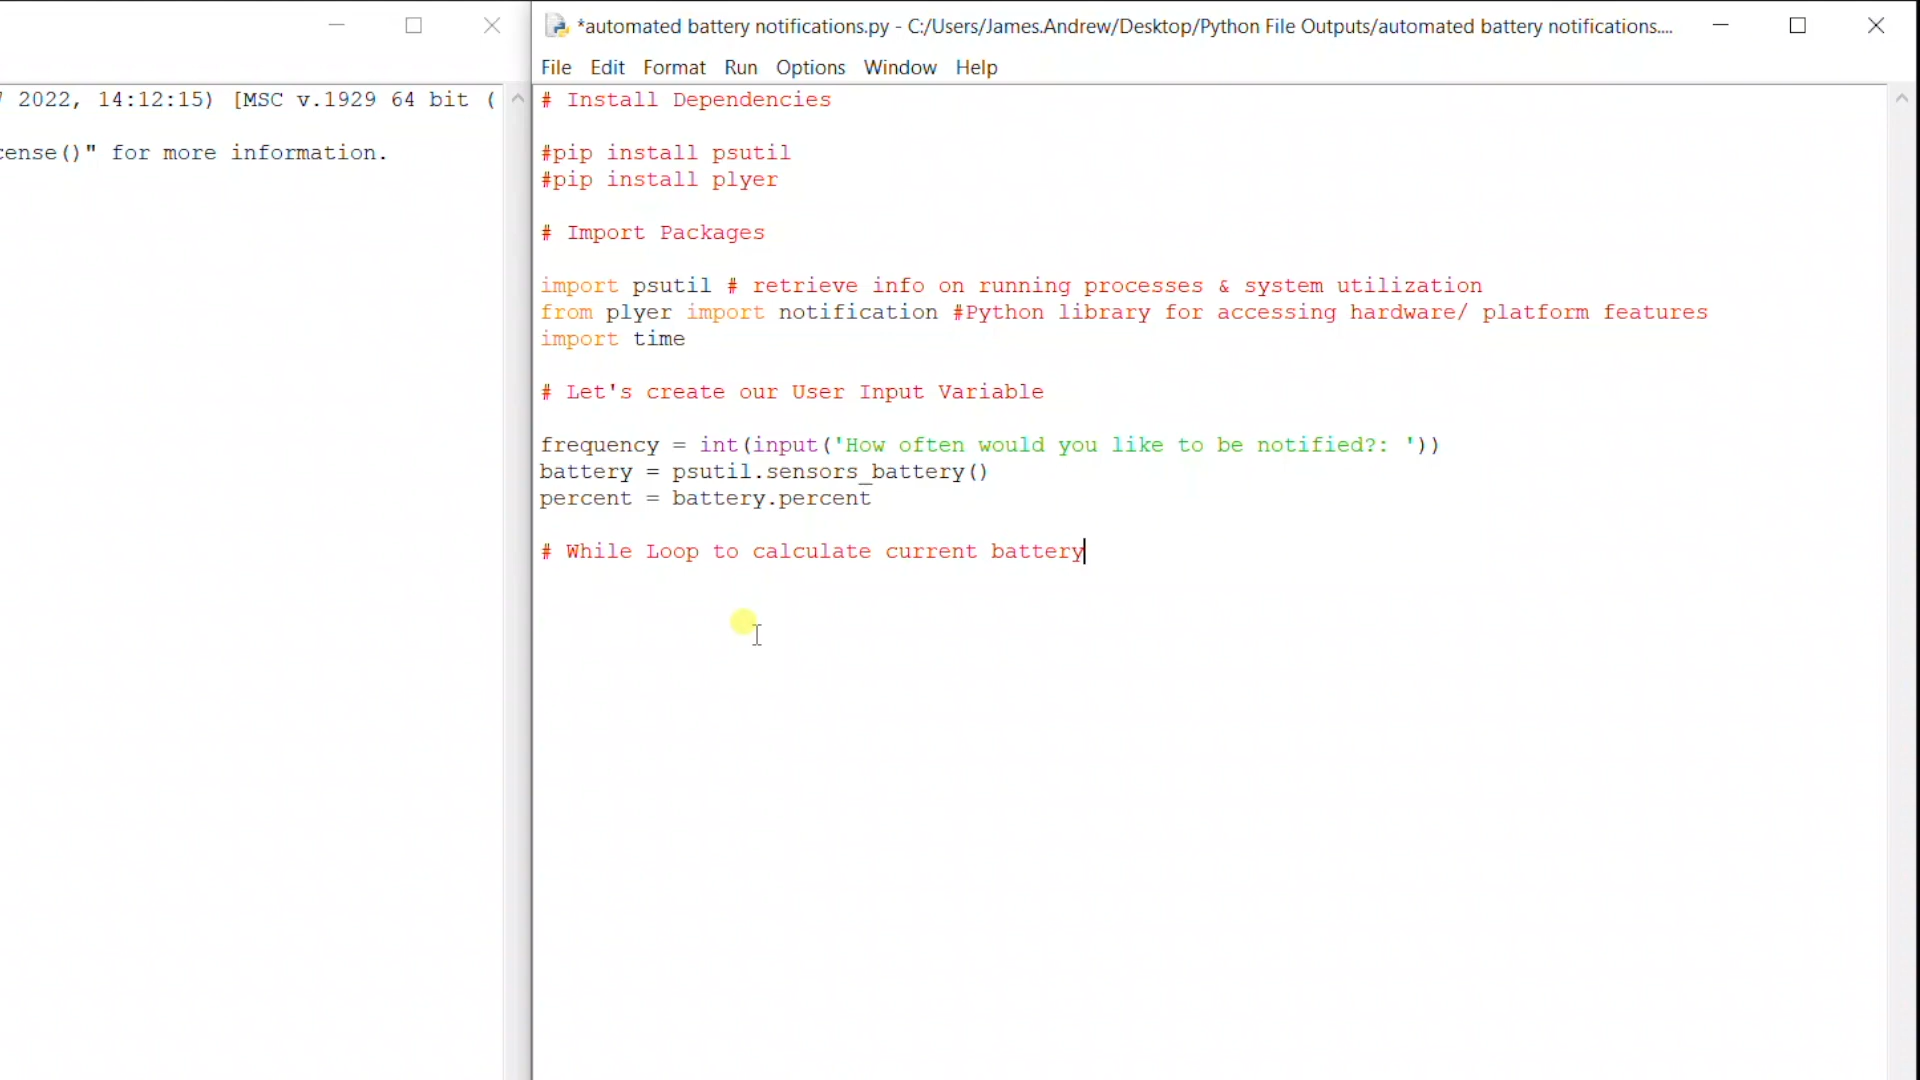 *automated battery notifications.py - C:/Users/James.Andrew/Desktop/Python File Outputs/automated battery notifications....
File Edit Format Run Options Window Help
2022, 14:12:15) [MSC v.1929 64 bit (
cense()" for more information.
# Install Dependencies
#pip install psutil
#pip install plyer
# Import Packages
import psutil # retrieve info on running processes & system utilization
from plyer import notification #Python library for accessing hardware/ platform features
import time
# Let's create our User Input Variable
frequency = int(input('How often would you like to be notified?: '))
battery = psutil.sensors_battery()
percent = battery.percent
# While Loop to calculate current battery